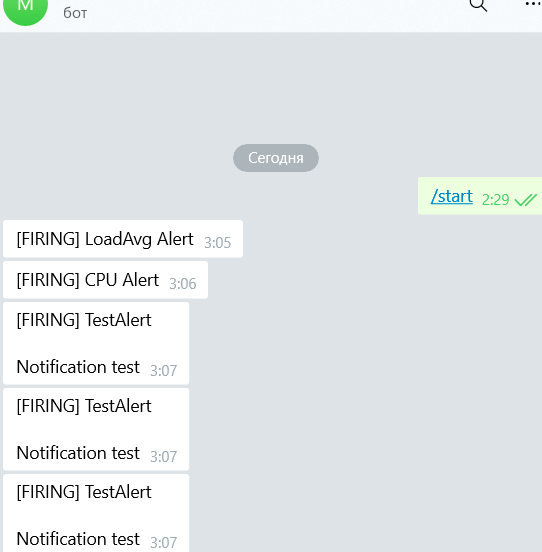 М
бот
Сегодня
/start 2:29
[FIRING] LoadAvg Alert 3:05
[FIRING] CPU Alert 3:06
[FIRING] TestAlert
Notification test 3:07
[FIRING] TestAlert
Notification test 3:07
[FIRING] TestAlert
Notification test 3:07